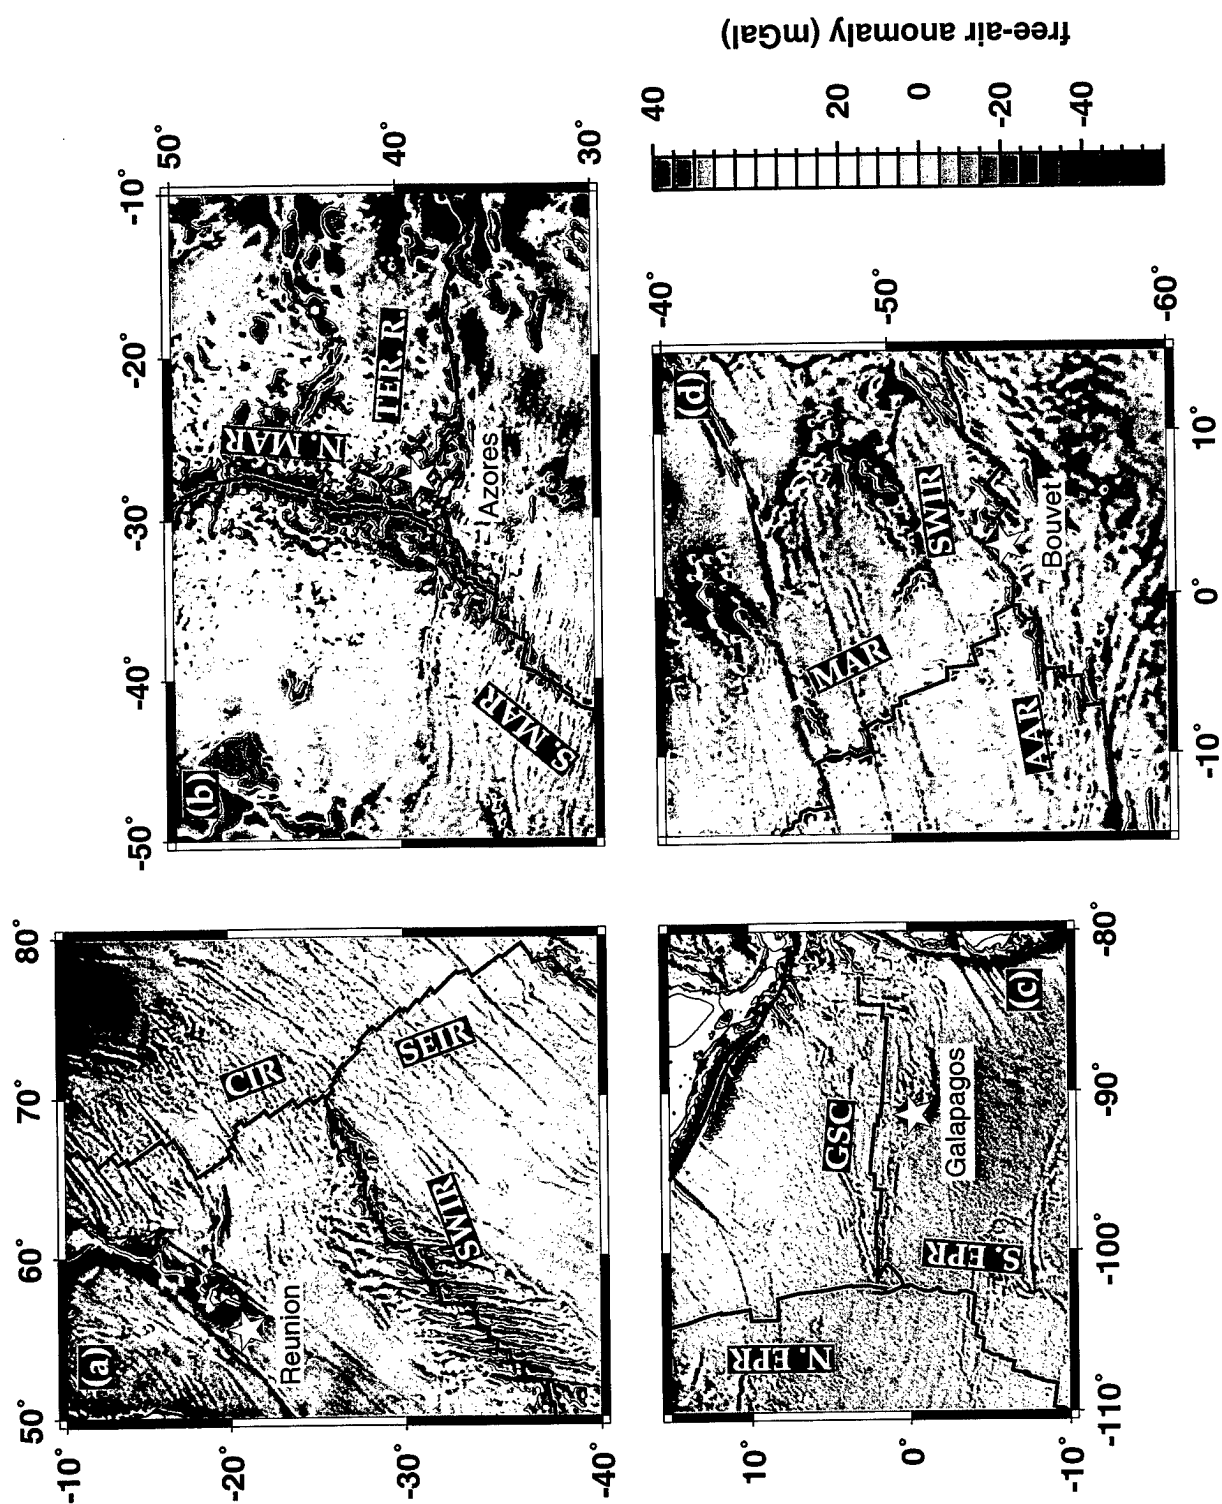 (a)
50°
60°
70°
80°
-10°
-20°
-30°
-40°
CIR
SEIR
SWIR
Reunion
(b)
-50°
-40°
-30°
-20°
-10°
50°
40°
30°
N. MAR
TER. R.
Azores
S. MAR
(c)
10°
0°
-10°
-110°
-100°
-90°
-80°
N. EPR
GSC
Galapagos
S. EPR
(d)
-40°
-50°
-60°
-10°
0°
10°
MAR
SWIR
AAR
Bouvet
40
20
0
-20
-40
free-air anomaly (mGal)